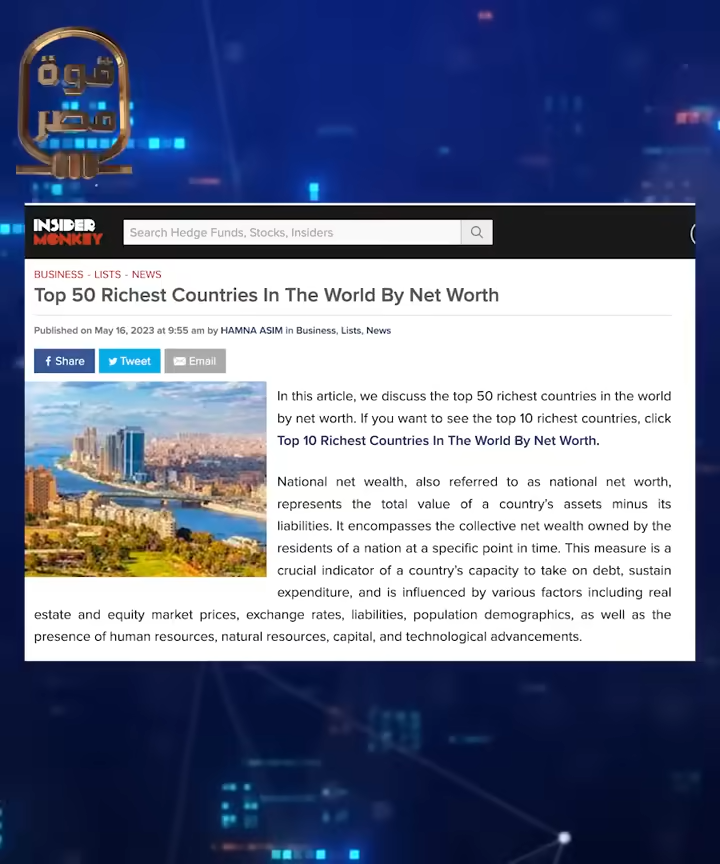 قوة
مصر
INSIDER
MONKEY
Search Hedge Funds, Stocks, Insiders
BUSINESS - LISTS - NEWS
Top 50 Richest Countries In The World By Net Worth
Published on May 16, 2023 at 9:55 am by HAMNA ASIM in Business, Lists, News
Share
Tweet
Email
In this article, we discuss the top 50 richest countries in the world
by net worth. If you want to see the top 10 richest countries, click
Top 10 Richest Countries In The World By Net Worth.
National net wealth, also referred to as national net worth,
represents the total value of a country's assets minus its
liabilities. It encompasses the collective net wealth owned by the
residents of a nation at a specific point in time. This measure is a
crucial indicator of a country's capacity to take on debt, sustain
expenditure, and is influenced by various factors including real
estate and equity market prices, exchange rates, liabilities, population demographics, as well as the
presence of human resources, natural resources, capital, and technological advancements.